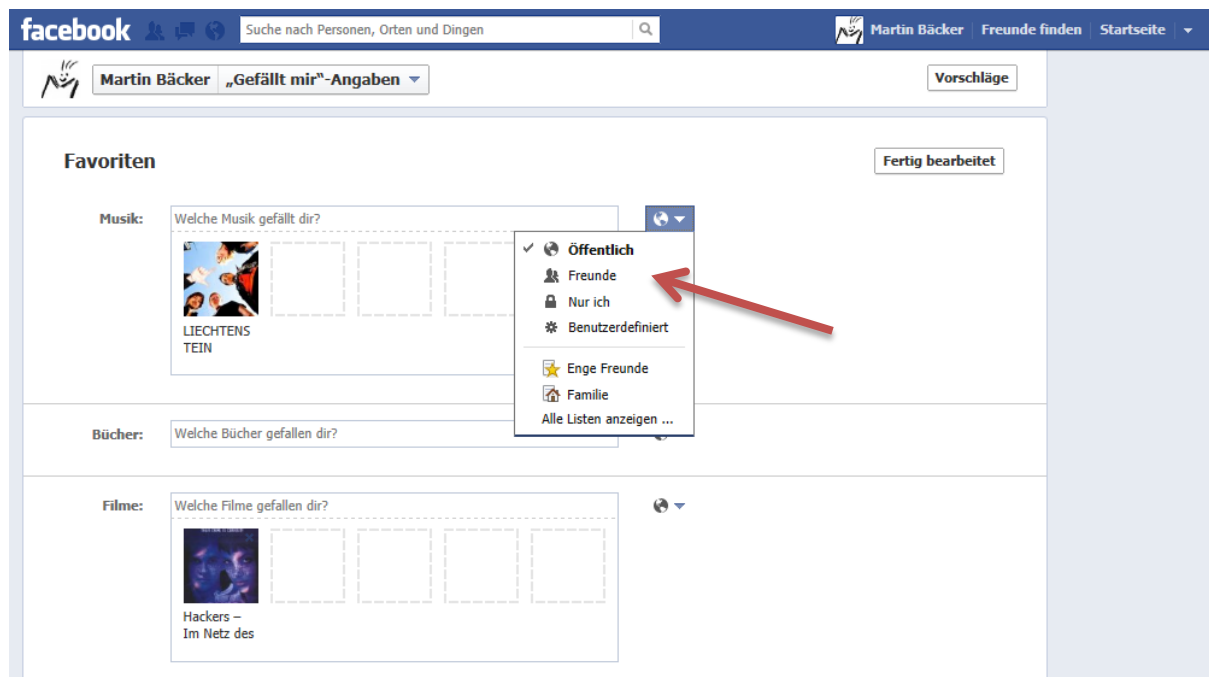 facebook Suche nach Personen, Orten und Dingen Martin Bäcker Freunde finden Startseite
Martin Bäcker „Gefällt mir"-Angaben Vorschläge
Favoriten Fertig bearbeitet
Musik: Welche Musik gefällt dir?
Öffentlich
Freunde
Nur ich
Benutzerdefiniert
Enge Freunde
Familie
Alle Listen anzeigen ...
LIECHTENS
TEIN
Bücher: Welche Bücher gefallen dir?
Filme: Welche Filme gefallen dir?
Hackers –
Im Netz des